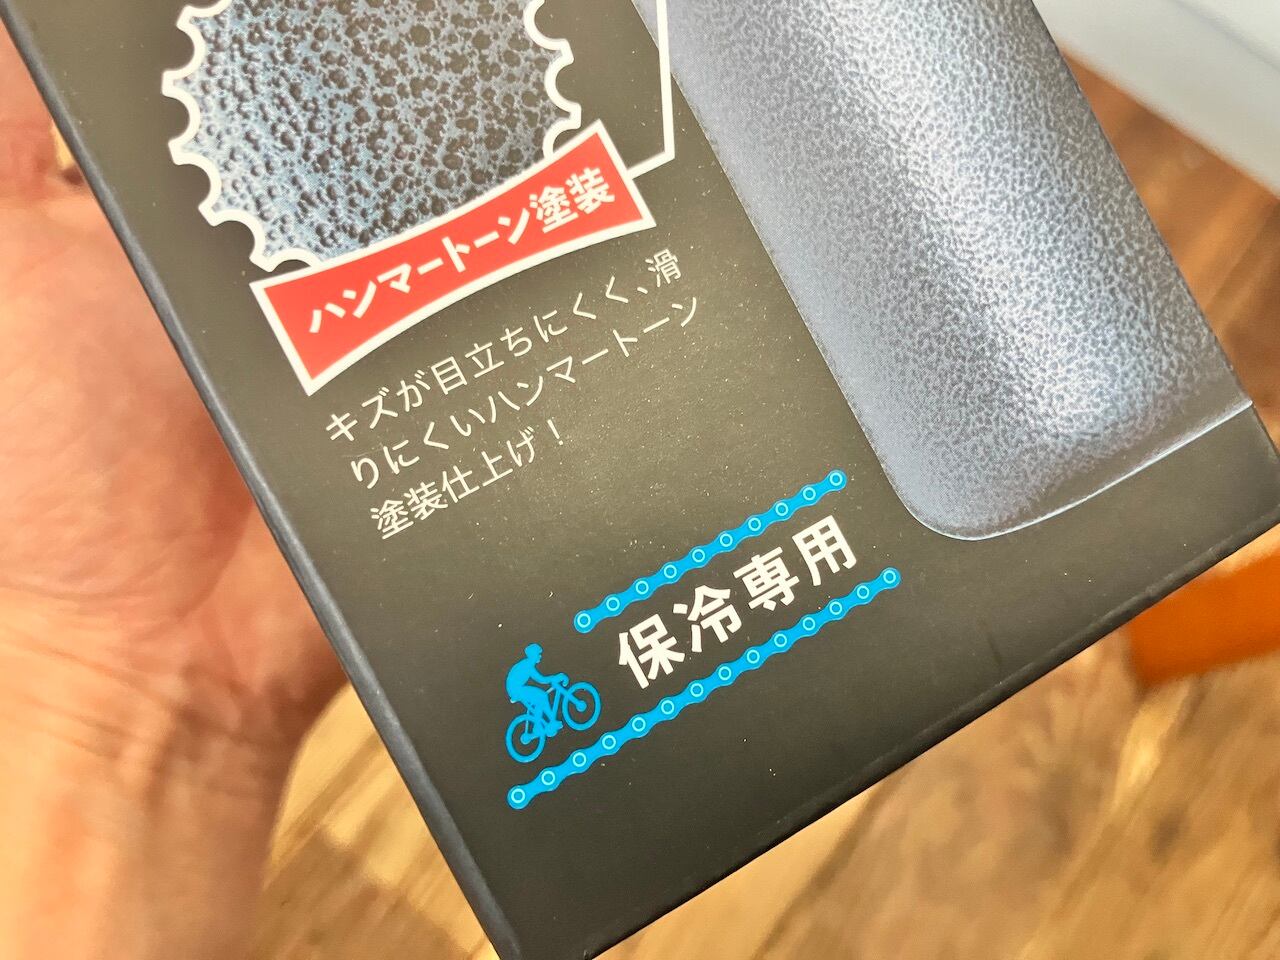 ハンマートーン塗装
キズが目立ちにくく、滑
りにくいハンマートーン
塗装仕上げ！
保冷専用